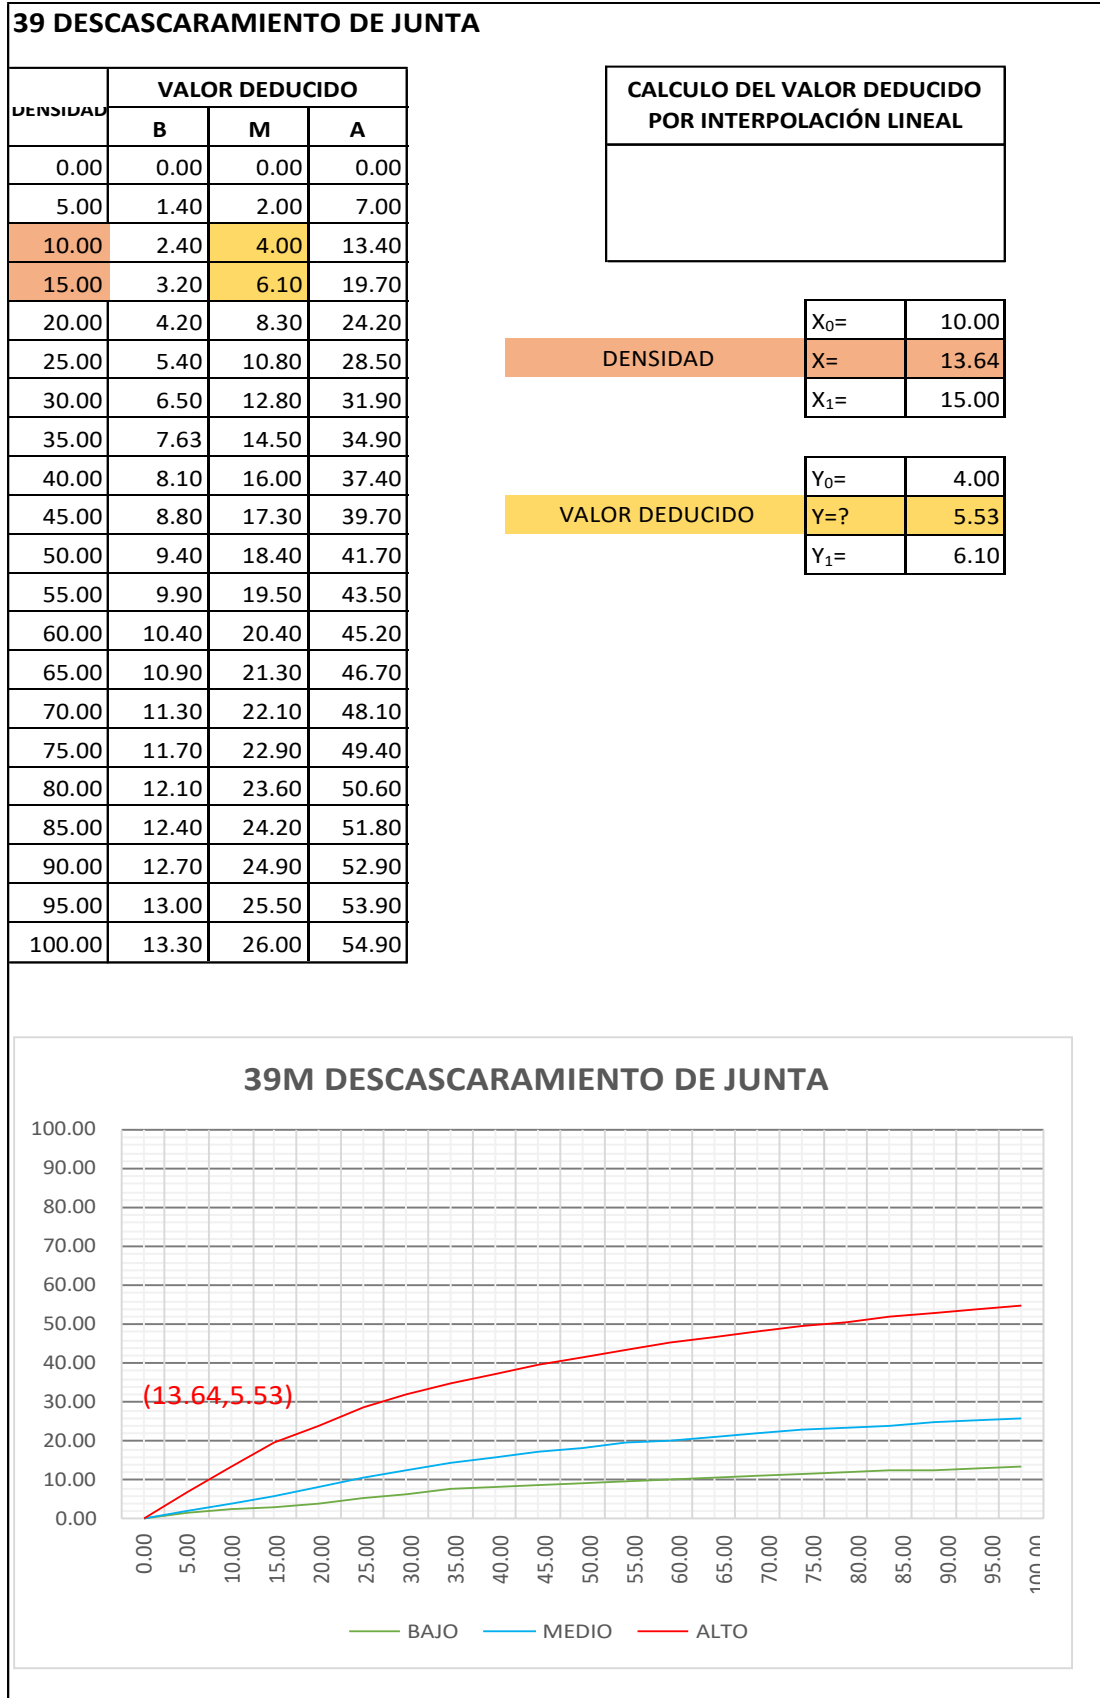 39 DESCASCARAMIENTO DE JUNTA
DENSIDAD VALOR DEDUCIDO
B M A
0.00 0.00 0.00 0.00
5.00 1.40 2.00 7.00
10.00 2.40 4.00 13.40
15.00 3.20 6.10 19.70
20.00 4.20 8.30 24.20
25.00 5.40 10.80 28.50
30.00 6.50 12.80 31.90
35.00 7.63 14.50 34.90
40.00 8.10 16.00 37.40
45.00 8.80 17.30 39.70
50.00 9.40 18.40 41.70
55.00 9.90 19.50 43.50
60.00 10.40 20.40 45.20
65.00 10.90 21.30 46.70
70.00 11.30 22.10 48.10
75.00 11.70 22.90 49.40
80.00 12.10 23.60 50.60
85.00 12.40 24.20 51.80
90.00 12.70 24.90 52.90
95.00 13.00 25.50 53.90
100.00 13.30 26.00 54.90
CALCULO DEL VALOR DEDUCIDO
POR INTERPOLACIÓN LINEAL
X₀= 10.00
DENSIDAD X= 13.64
X₁= 15.00
Y₀= 4.00
VALOR DEDUCIDO Y=? 5.53
Y₁= 6.10
39M DESCASCARAMIENTO DE JUNTA
100.00
90.00
80.00
70.00
60.00
50.00
40.00
30.00
20.00
10.00
0.00
(13.64,5.53)
0.00 5.00 10.00 15.00 20.00 25.00 30.00 35.00 40.00 45.00 50.00 55.00 60.00 65.00 70.00 75.00 80.00 85.00 90.00 95.00 100.00
BAJO MEDIO ALTO